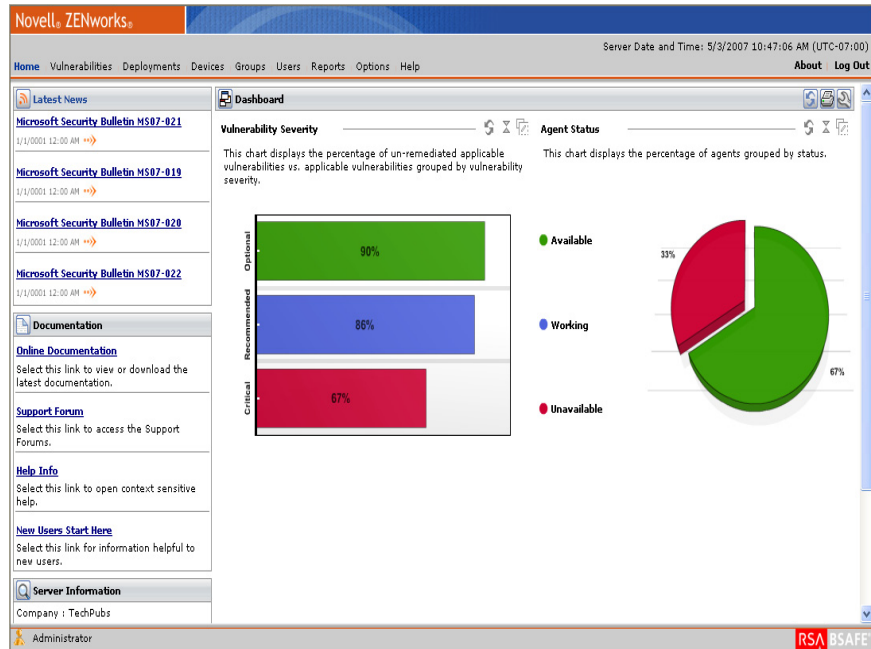 Novell® ZENworks®
Server Date and Time: 5/3/2007 10:47:06 AM (UTC-07:00)
Home Vulnerabilities Deployments Devices Groups Users Reports Options Help
About Log Out
Latest News
Microsoft Security Bulletin MS07-021
1/1/0001 12:00 AM
Microsoft Security Bulletin MS07-019
1/1/0001 12:00 AM
Microsoft Security Bulletin MS07-020
1/1/0001 12:00 AM
Microsoft Security Bulletin MS07-022
1/1/0001 12:00 AM
Documentation
Online Documentation
Select this link to view or download the
latest documentation.
Support Forum
Select this link to access the Support
Forums.
Help Info
Select this link to open context sensitive
help.
New Users Start Here
Select this link for information helpful to
new users.
Server Information
Company : TechPubs
Dashboard
Vulnerability Severity
This chart displays the percentage of un-remediated applicable
vulnerabilities vs. applicable vulnerabilities grouped by vulnerability
severity.
Optional
90%
Recommended
86%
Critical
67%
Agent Status
This chart displays the percentage of agents grouped by status.
Available
Working
Unavailable
33%
67%
Administrator
RSA BSAFE